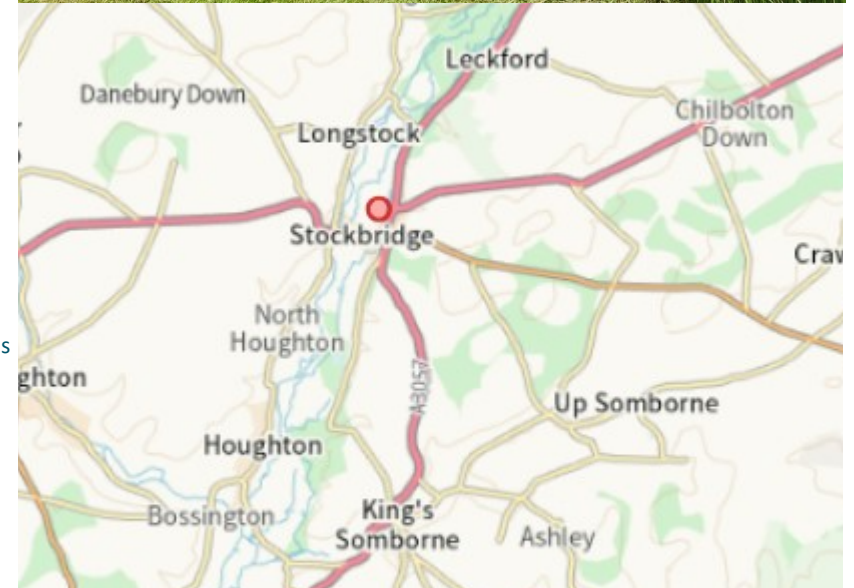 Leckford
Danebury Down
Chilbolton
Down
Longstock
Stockbridge
Craw
North
Houghton
s
ghton
A3057
Up Somborne
Houghton
King's
Somborne
Bossington
Ashley